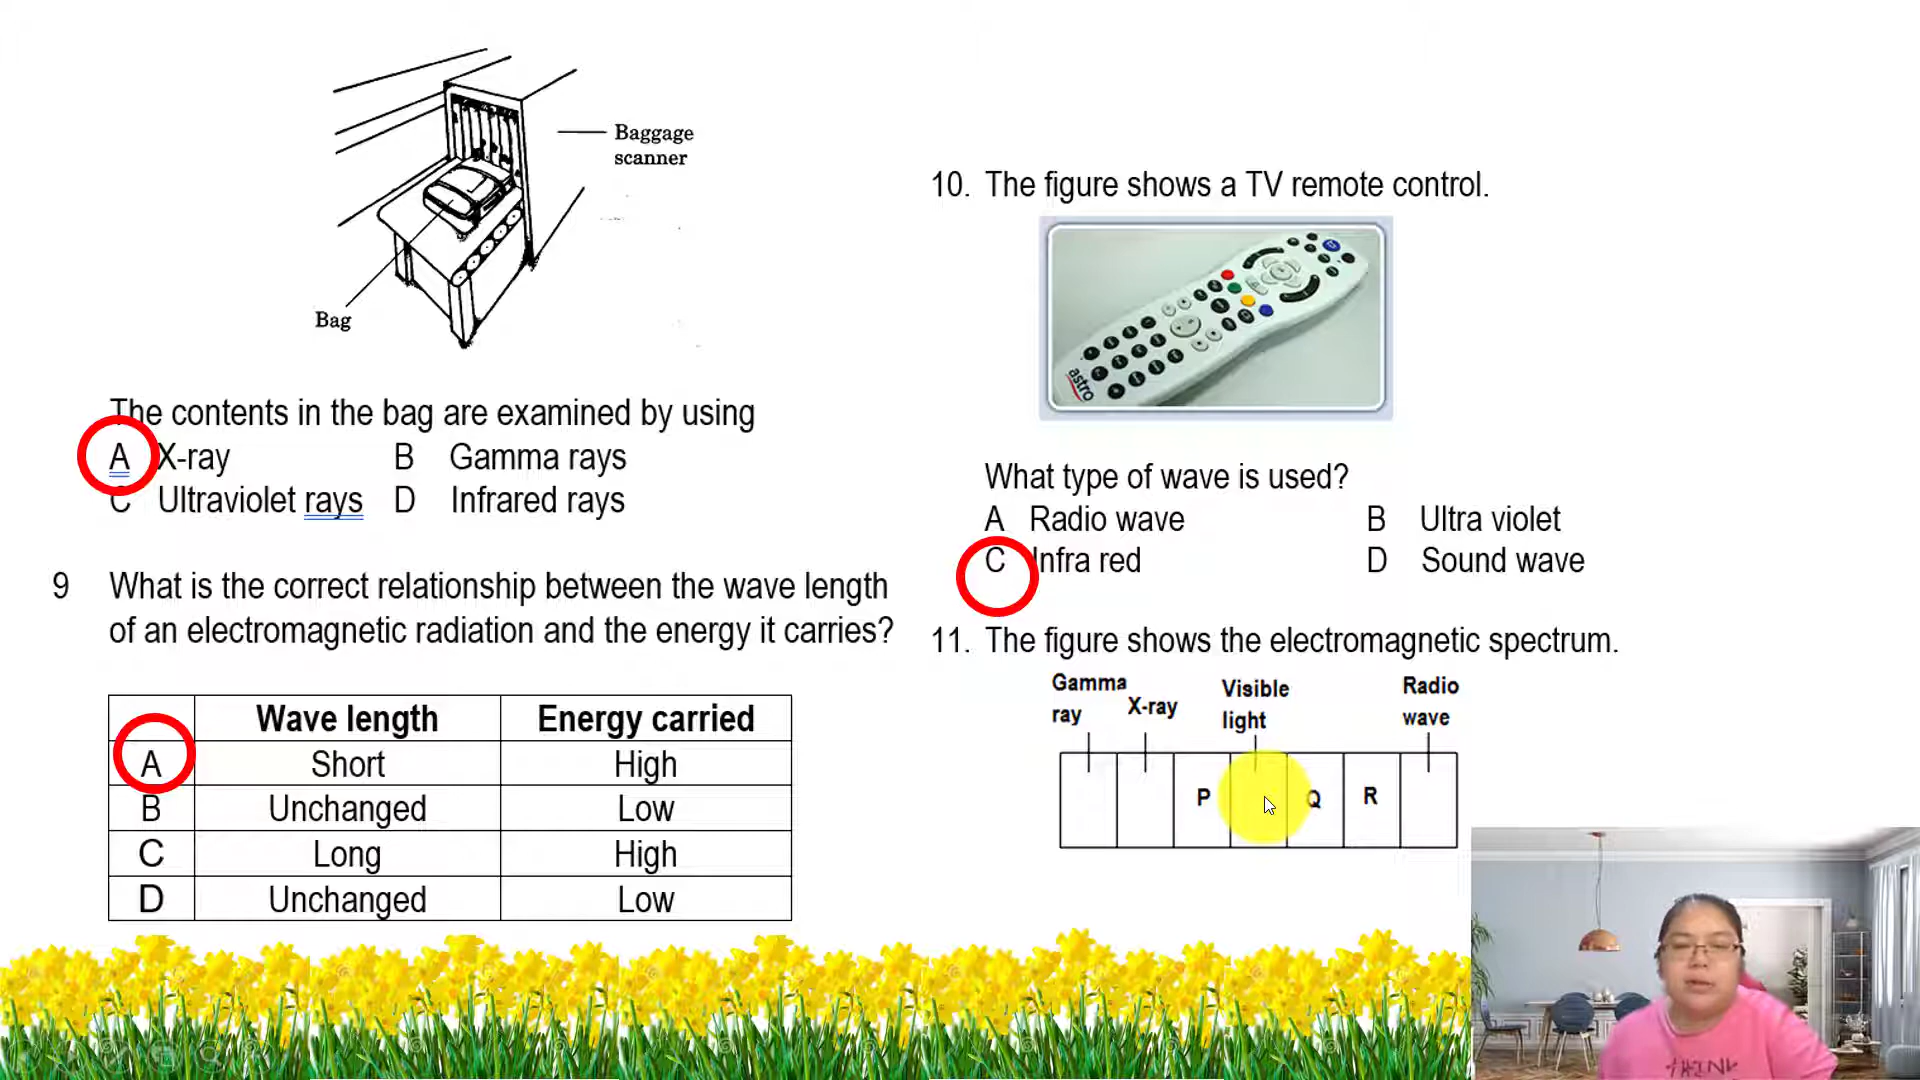 Baggage
scanner
Bag
The contents in the bag are examined by using
A X-ray B Gamma rays
C Ultraviolet rays D Infrared rays
9 What is the correct relationship between the wave length
of an electromagnetic radiation and the energy it carries?
Wave length Energy carried
A Short High
B Unchanged Low
C Long High
D Unchanged Low
10. The figure shows a TV remote control.
astro
What type of wave is used?
A Radio wave B Ultra violet
C Infra red D Sound wave
11. The figure shows the electromagnetic spectrum.
Gamma
ray
X-ray
Visible
light
Radio
wave
P Q R
THINK